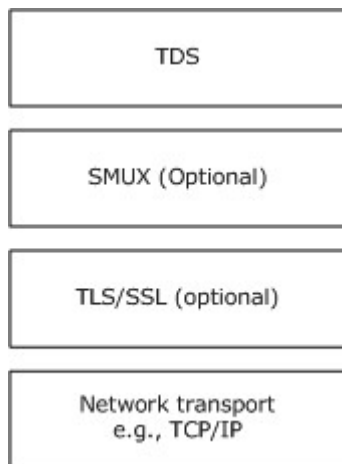 TDS
SMUX (Optional)
TLS/SSL (optional)
Network transport
e.g., TCP/IP